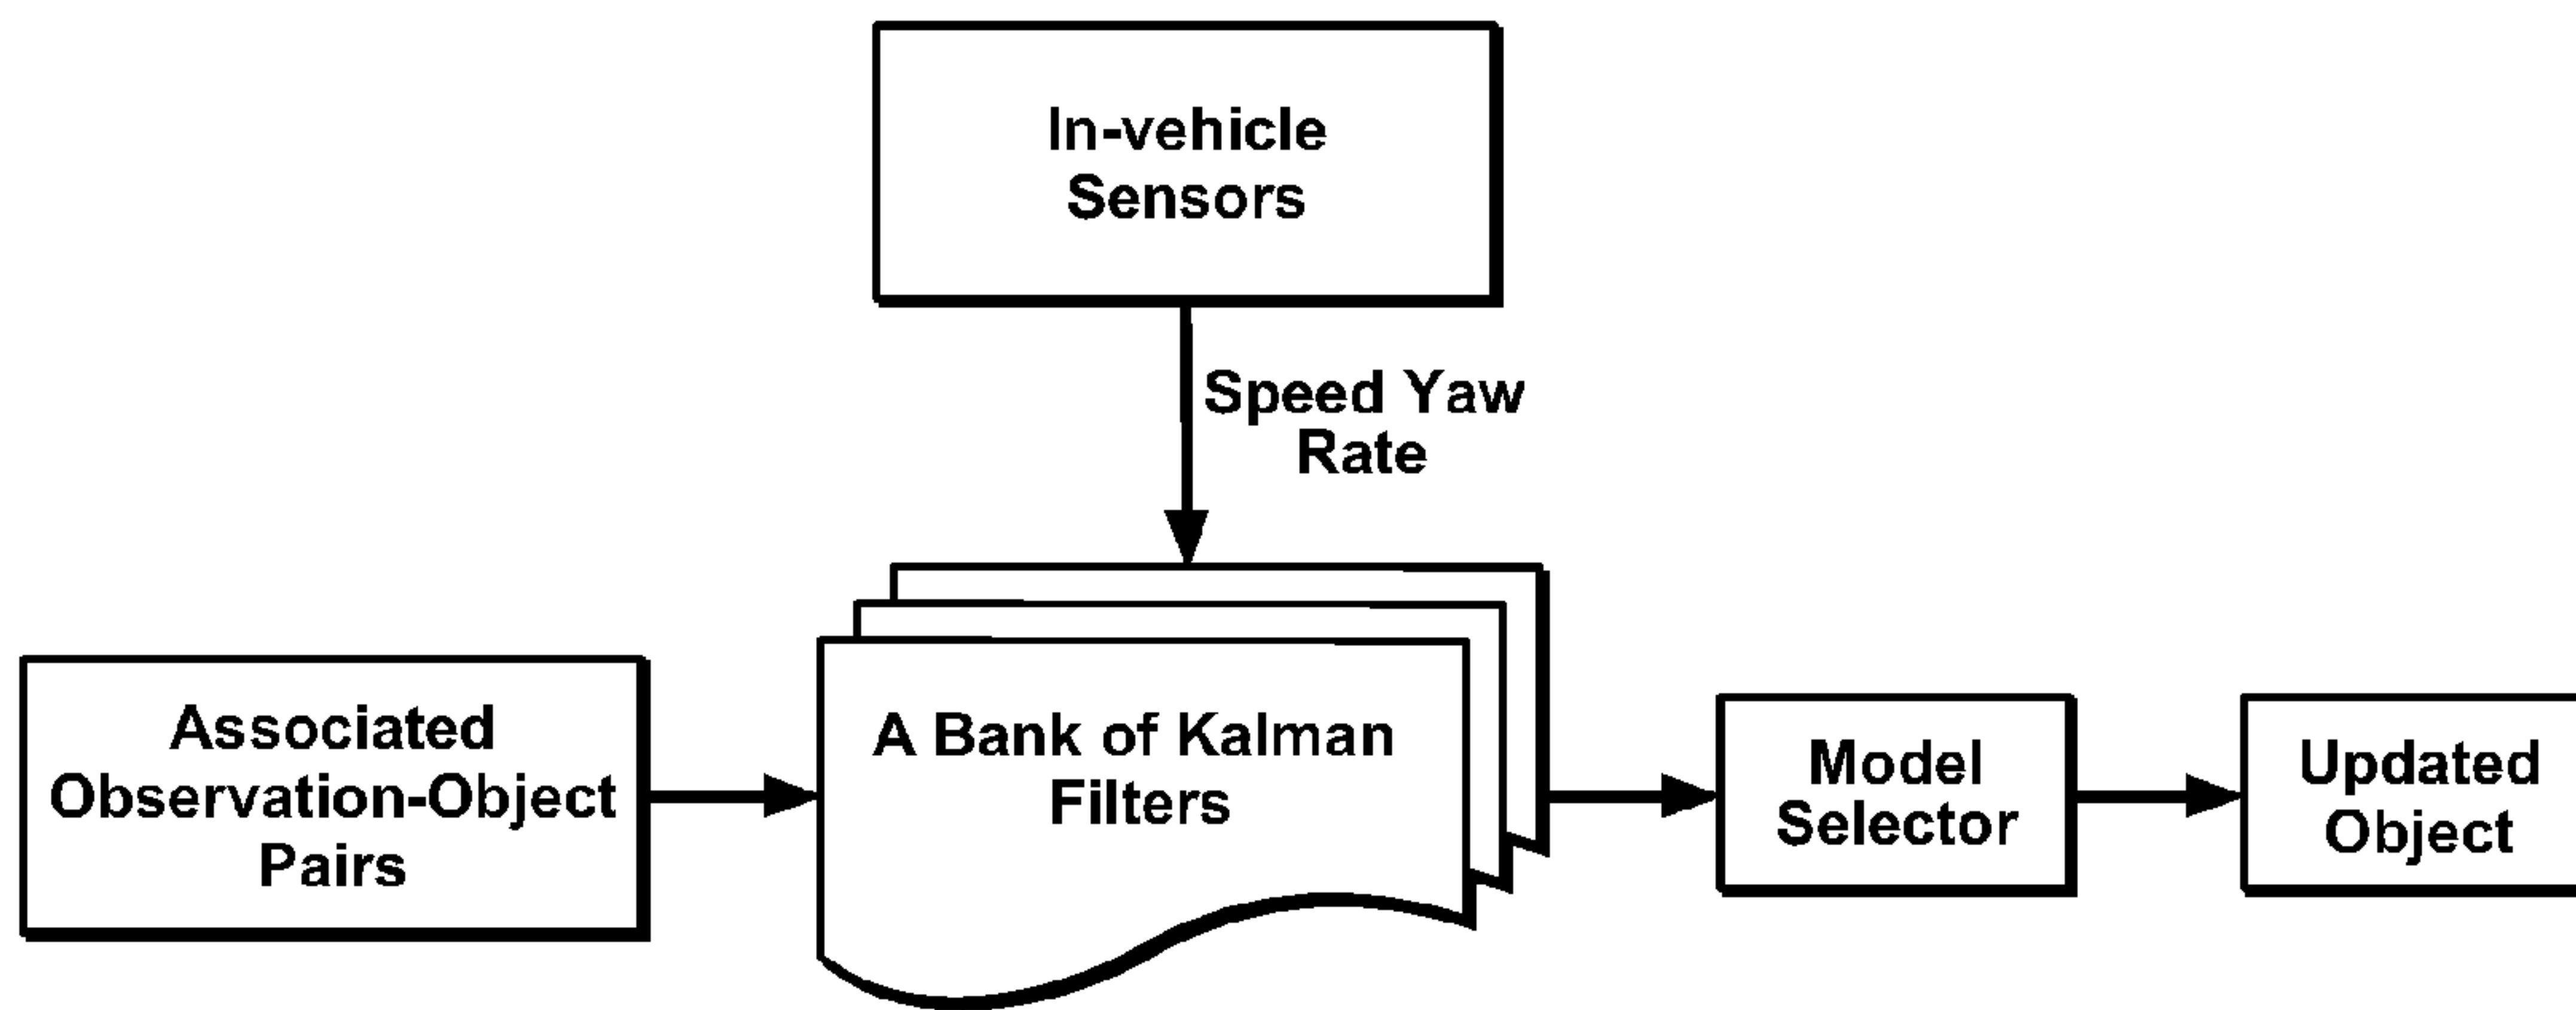 In-vehicle
Sensors
Speed Yaw
Rate
Associated
Observation-Object
Pairs
A Bank of Kalman
Filters
Model
Selector
Updated
Object